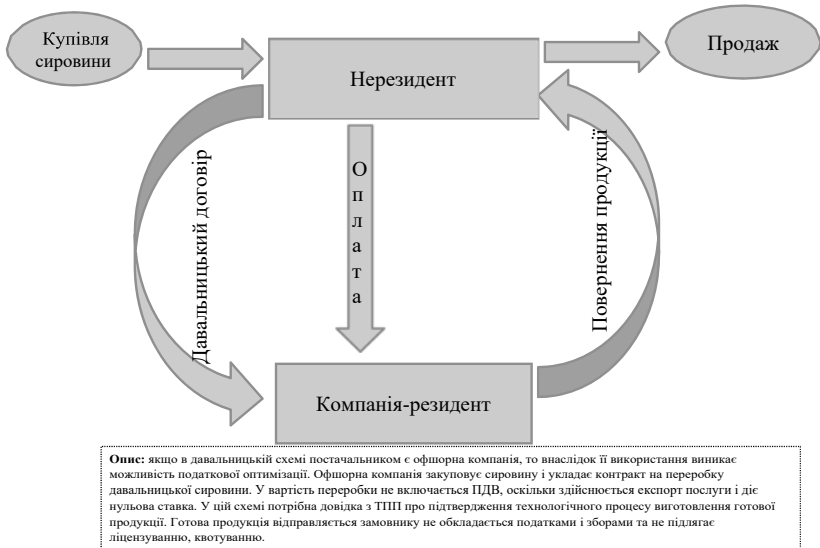 Купівля
сировини
Нерезидент
Продаж
Давальницький договір
Оплата
Повернення продукції
Компанія-резидент
Опис: якщо в давальницькій схемі постачальником є офшорна компанія, то внаслідок її використання виникає
можливість податкової оптимізації. Офшорна компанія закуповує сировину і укладає контракт на переробку
давальницької сировини. У вартість переробки не включається ПДВ, оскільки здійснюється експорт послуги і діє
нульова ставка. У цій схемі потрібна довідка з ТПП про підтвердження технологічного процесу виготовлення готової
продукції. Готова продукція відправляється замовнику не обкладається податками і зборами та не підлягає
ліцензуванню, квотуванню.